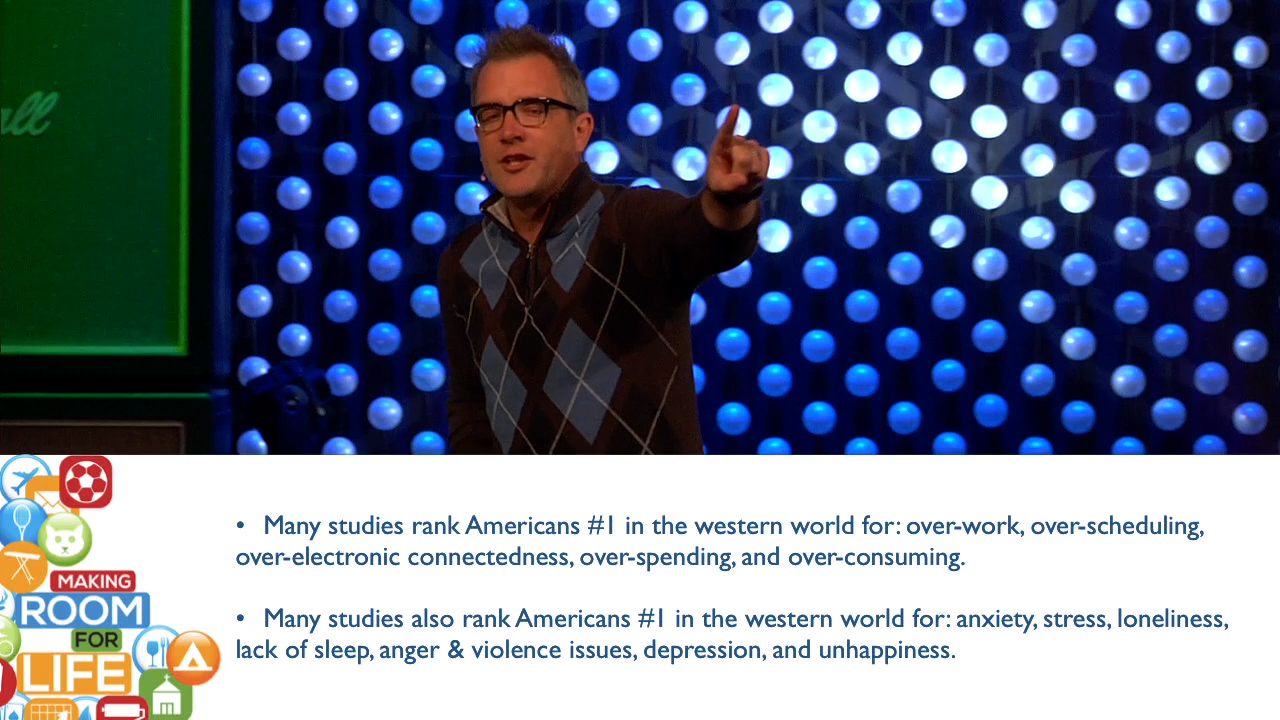 • Many studies rank Americans #1 in the western world for: over-work, over-scheduling,
over-electronic connectedness, over-spending, and over-consuming.
• Many studies also rank Americans #1 in the western world for: anxiety, stress, loneliness,
lack of sleep, anger & violence issues, depression, and unhappiness.
MAKING
ROOM
FOR
LIFE